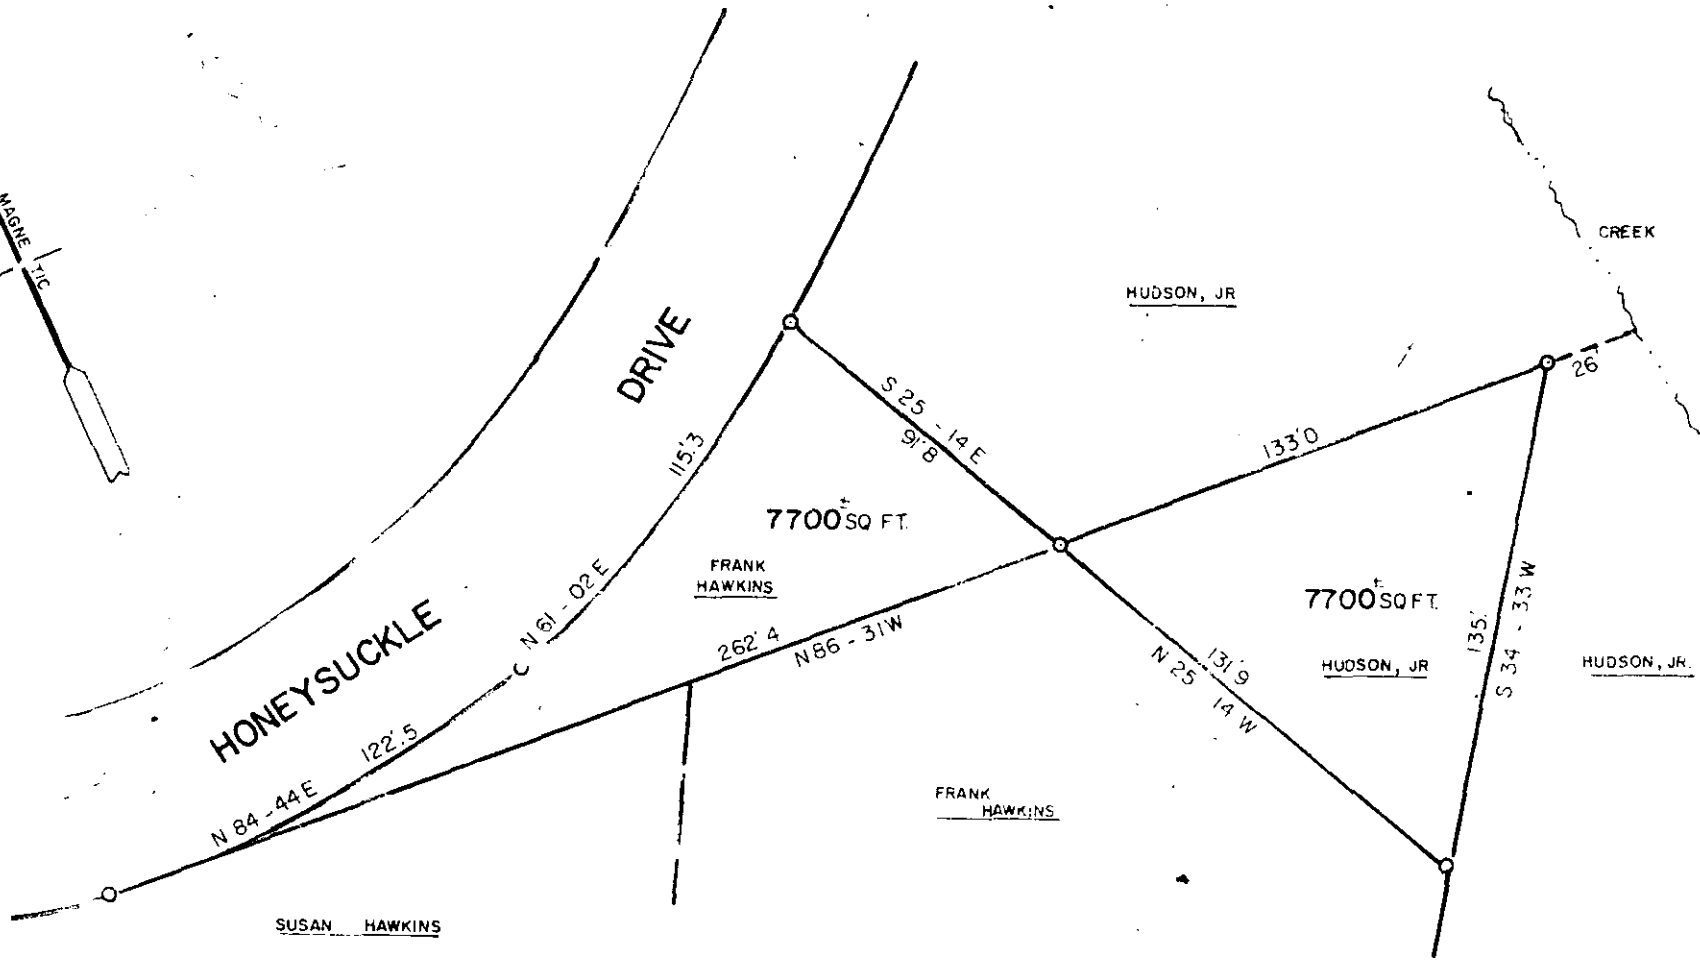 MAGNETIC
HONEYSUCKLE DRIVE
CREEK
HUDSON, JR
26'
S 25 - 14 E
91'.8
133'.0
115'.3
7700± SQ FT.
FRANK
HAWKINS
N 61 - 02 E
262'.4
N 86 - 31 W
7700± SQ FT.
HUDSON, JR
135'.
S 34 - 33 W
HUDSON, JR.
131'.9
N 25 14 W
122'.5
N 84 - 44 E
FRANK
HAWKINS
SUSAN HAWKINS